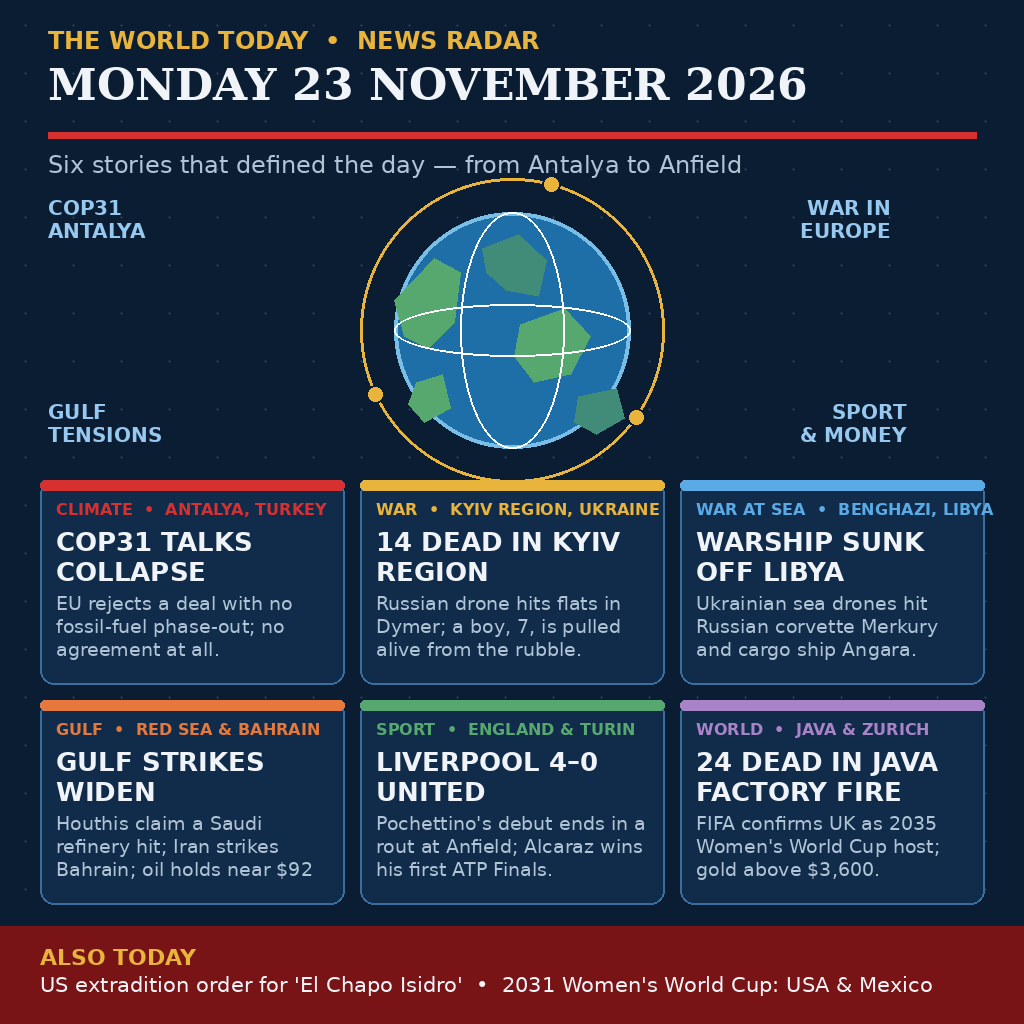 THE WORLD TODAY • NEWS RADAR
MONDAY 23 NOVEMBER 2026
Six stories that defined the day — from Antalya to Anfield
COP31
ANTALYA
WAR IN
EUROPE
GULF
TENSIONS
SPORT
& MONEY
CLIMATE • ANTALYA, TURKEY
COP31 TALKS
COLLAPSE
EU rejects a deal with no
fossil-fuel phase-out; no
agreement at all.
WAR • KYIV REGION, UKRAINE
14 DEAD IN KYIV
REGION
Russian drone hits flats in
Dymer; a boy, 7, is pulled
alive from the rubble.
WAR AT SEA • BENGHAZI, LIBYA
WARSHIP SUNK
OFF LIBYA
Ukrainian sea drones hit
Russian corvette Merkury
and cargo ship Angara.
GULF • RED SEA & BAHRAIN
GULF STRIKES
WIDEN
Houthis claim a Saudi
refinery hit; Iran strikes
Bahrain; oil holds near $92
SPORT • ENGLAND & TURIN
LIVERPOOL 4–0
UNITED
Pochettino's debut ends in a
rout at Anfield; Alcaraz wins
his first ATP Finals.
WORLD • JAVA & ZURICH
24 DEAD IN JAVA
FACTORY FIRE
FIFA confirms UK as 2035
Women's World Cup host;
gold above $3,600.
ALSO TODAY
US extradition order for 'El Chapo Isidro' • 2031 Women's World Cup: USA & Mexico